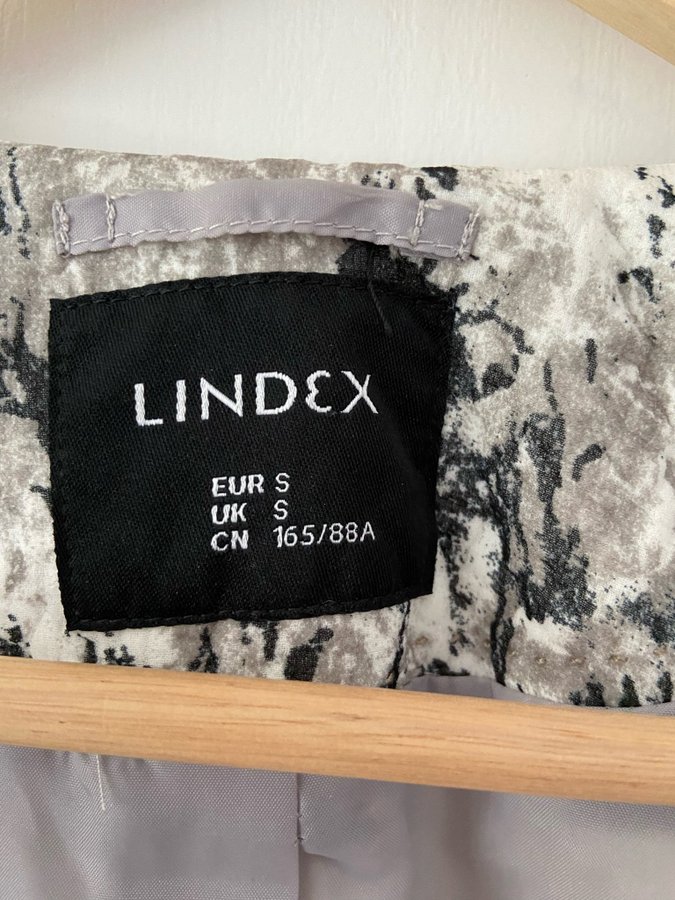 LINDEX
EUR S
UK S
CN 165/88A